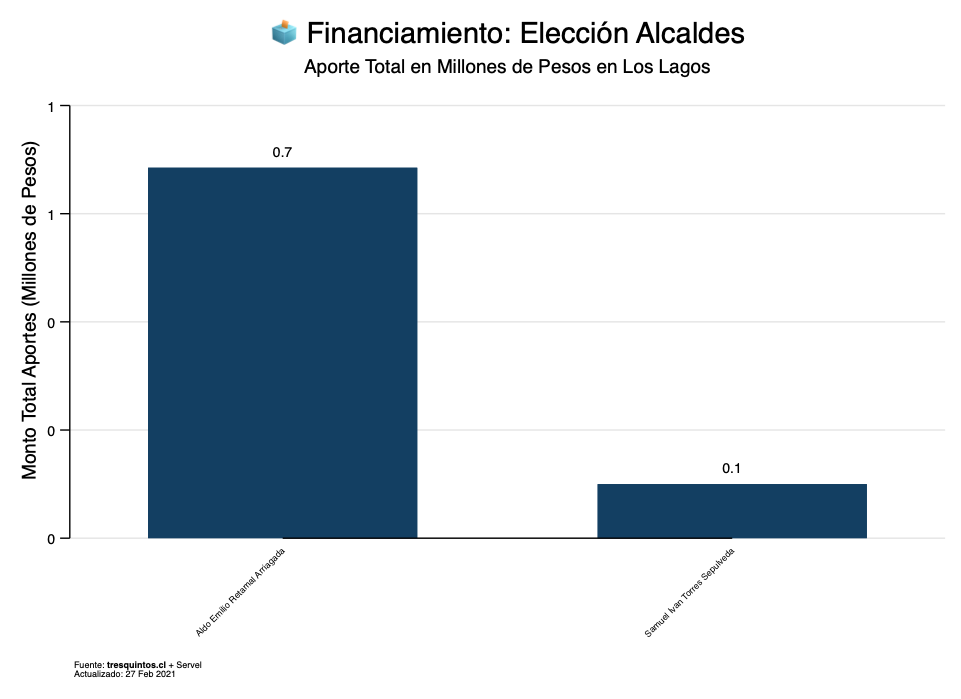 Financiamiento: Elección Alcaldes
Aporte Total en Millones de Pesos en Los Lagos
Monto Total Aportes (Millones de Pesos)
1
1
0
0
0
0.7
0.1
Aldo Emilio Retamal Arriagada
Samuel Ivan Torres Sepulveda
Fuente: tresquintos.cl + Servel
Actualizado: 27 Feb 2021